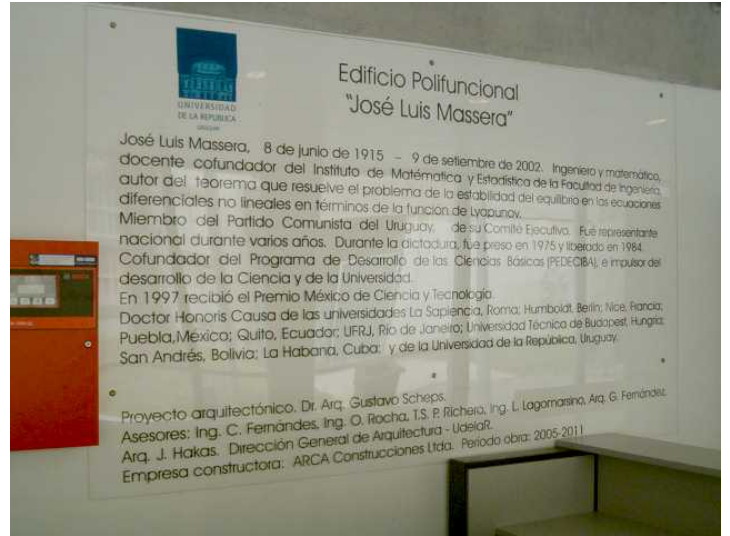 UNIVERSIDAD
DE LA REPUBLICA
URUGUAY
Edificio Polifuncional
"José Luis Massera"
José Luis Massera, 8 de junio de 1915 – 9 de setiembre de 2002. Ingeniero y matemático,
docente cofundador del Instituto de Matématica y Estadística de la Facultad de Ingeniería,
autor del teorema que resuelve el problema de la estabilidad del equilibrio en las ecuaciones
diferenciales no lineales en términos de la función de Lyapunov.
Miembro del Partido Comunista del Uruguay, de su Comité Ejecutivo. Fué representante
nacional durante varios años. Durante la dictadura, fue preso en 1975 y liberado en 1984.
Cofundador del Programa de Desarrollo de las Ciencias Básicas (PEDECIBA), e impulsor del
desarrollo de la Ciencia y de la Universidad.
En 1997 recibió el Premio México de Ciencia y Tecnología.
Doctor Honoris Causa de las universidades La Sapiencia, Roma; Humboldt, Berlín; Nice, Francia;
Puebla,México; Quito, Ecuador; UFRJ, Rio de Janeiro; Universidad Técnica de Budapest, Hungría;
San Andrés, Bolivia; La Habana, Cuba; y de la Universidad de la República, Uruguay.
Proyecto arquitectónico. Dr. Arq. Gustavo Scheps.
Asesores: Ing. C. Fernándes, Ing. O. Rocha, T.S. P. Richero, Ing. L. Lagomarsino, Arq. G. Fernández,
Arq. J. Hakas. Dirección General de Arquitectura - UdelaR.
Empresa constructora: ARCA Construcciones Ltda. Periodo obra: 2005-2011